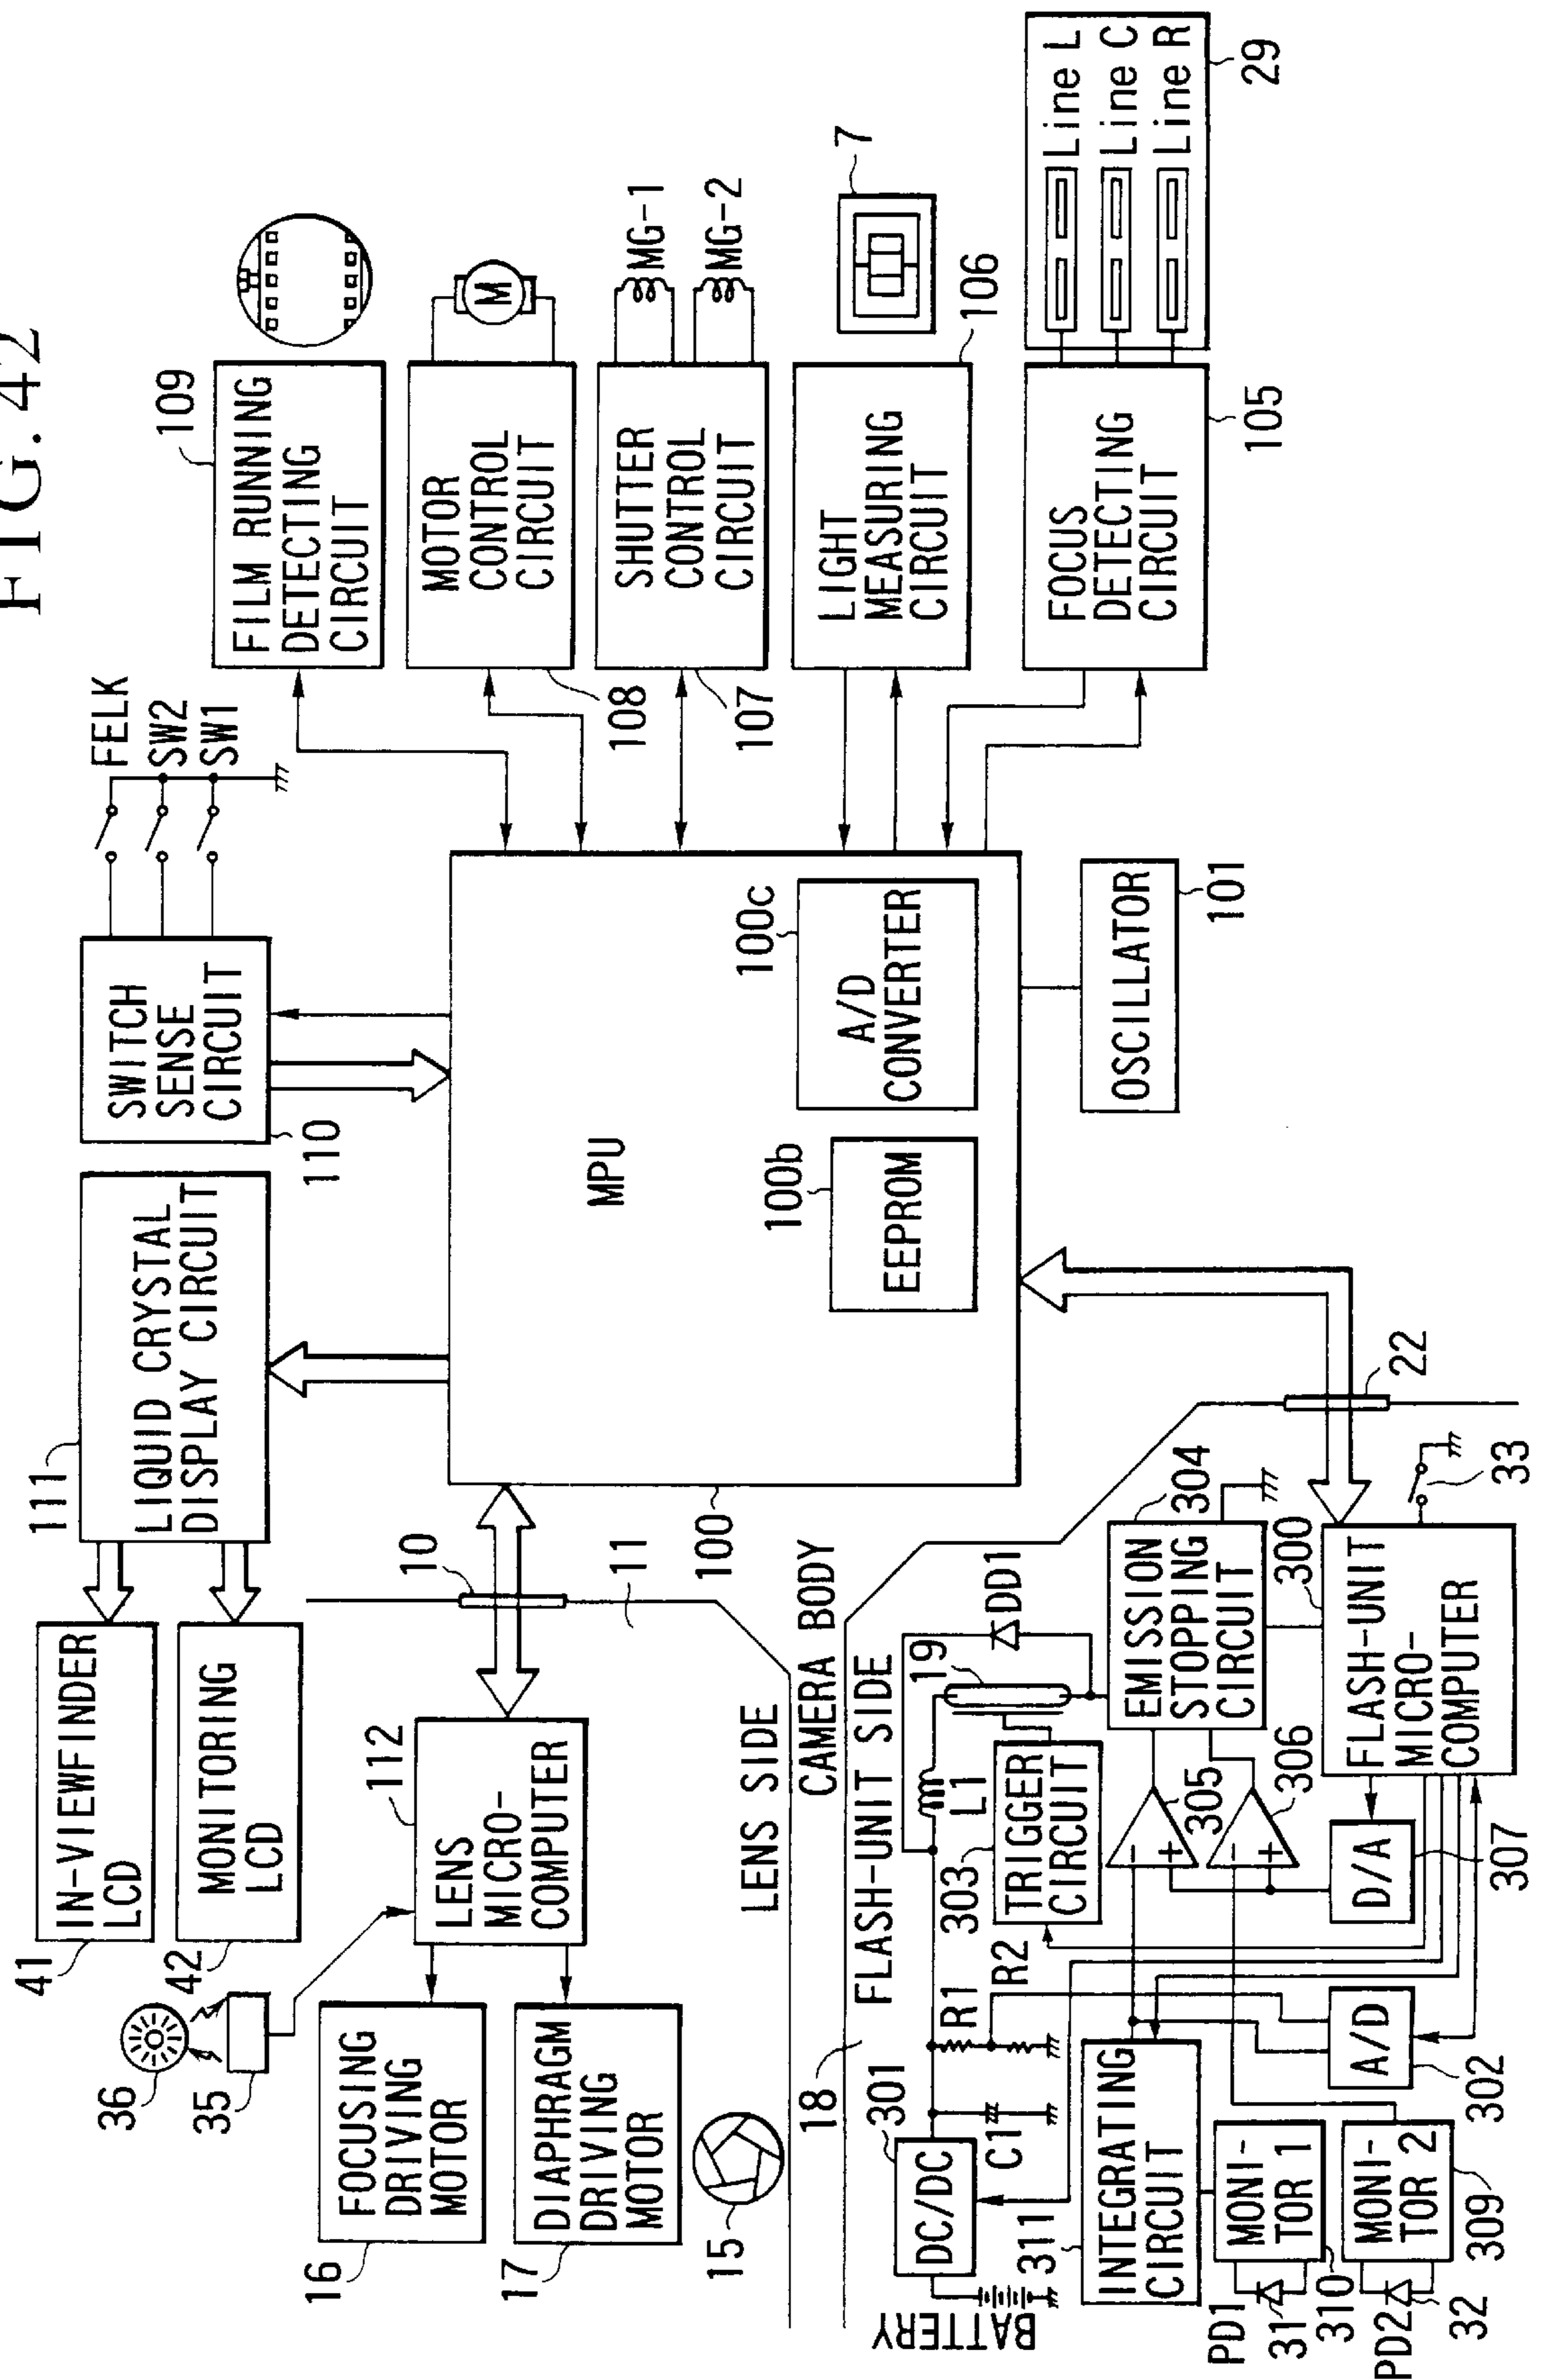 FIG. 42
109
FILM RUNNING
DETECTING
CIRCUIT
MOTOR
CONTROL
CIRCUIT
108
M
SHUTTER
CONTROL
CIRCUIT
107
MG-1
MG-2
LIGHT
MEASURING
CIRCUIT
106
7
FOCUS
DETECTING
CIRCUIT
105
Line L
Line C
Line R
29
FELK
SW2
SW1
SWITCH
SENSE
CIRCUIT
110
111
LIQUID CRYSTAL
DISPLAY CIRCUIT
MPU
100
100b
EEPROM
100c
A/D
CONVERTER
OSCILLATOR
101
41
IN-VIEWFINDER
LCD
42
MONITORING
LCD
36
35
112
LENS
MICRO-
COMPUTER
10
11
16
FOCUSING
DRIVING
MOTOR
17
DIAPHRAGM
DRIVING
MOTOR
15
LENS SIDE
CAMERA BODY
FLASH-UNIT SIDE
18
22
301
DC/DC
BATTERY
C1
R1
R2
L1
19
DD1
303
TRIGGER
CIRCUIT
304
EMISSION
STOPPING
CIRCUIT
305
-
+
306
-
+
300
FLASH-UNIT
MICRO-
COMPUTER
33
D/A
307
A/D
302
311
INTEGRATING
CIRCUIT
MONI-
TOR 1
310
PD1
31
MONI-
TOR 2
309
PD2
32